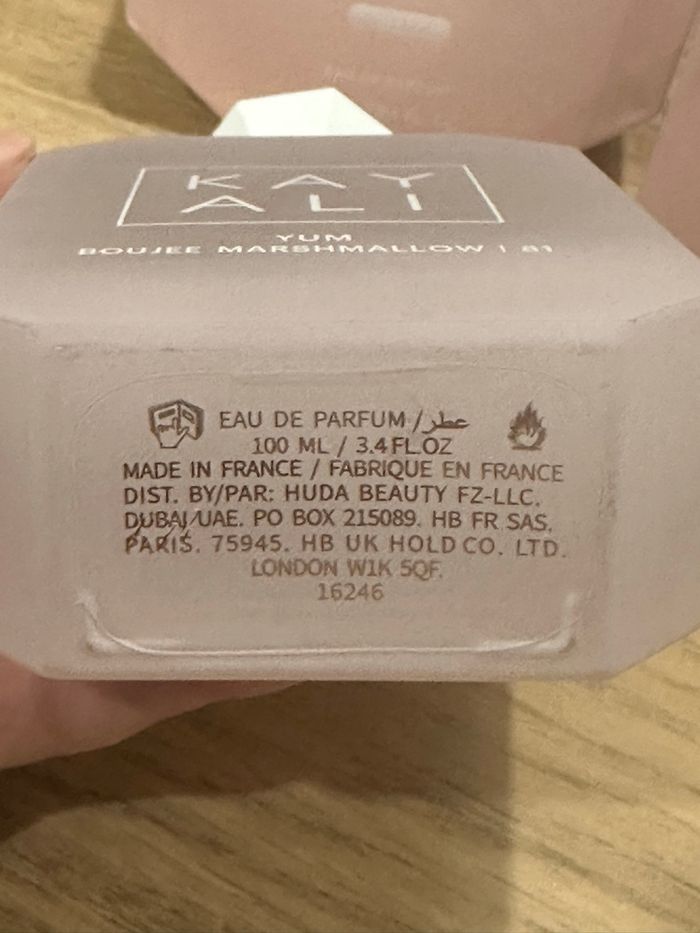 KAY
ALI
YUM
BOUJEE MARSHMALLOW | 81
EAU DE PARFUM / عطر
100 ML / 3.4 FL.OZ
MADE IN FRANCE / FABRIQUE EN FRANCE
DIST. BY/PAR: HUDA BEAUTY FZ-LLC.
DUBAI/UAE. PO BOX 215089. HB FR SAS.
PARIS. 75945. HB UK HOLD CO. LTD.
LONDON W1K 5QF.
16246